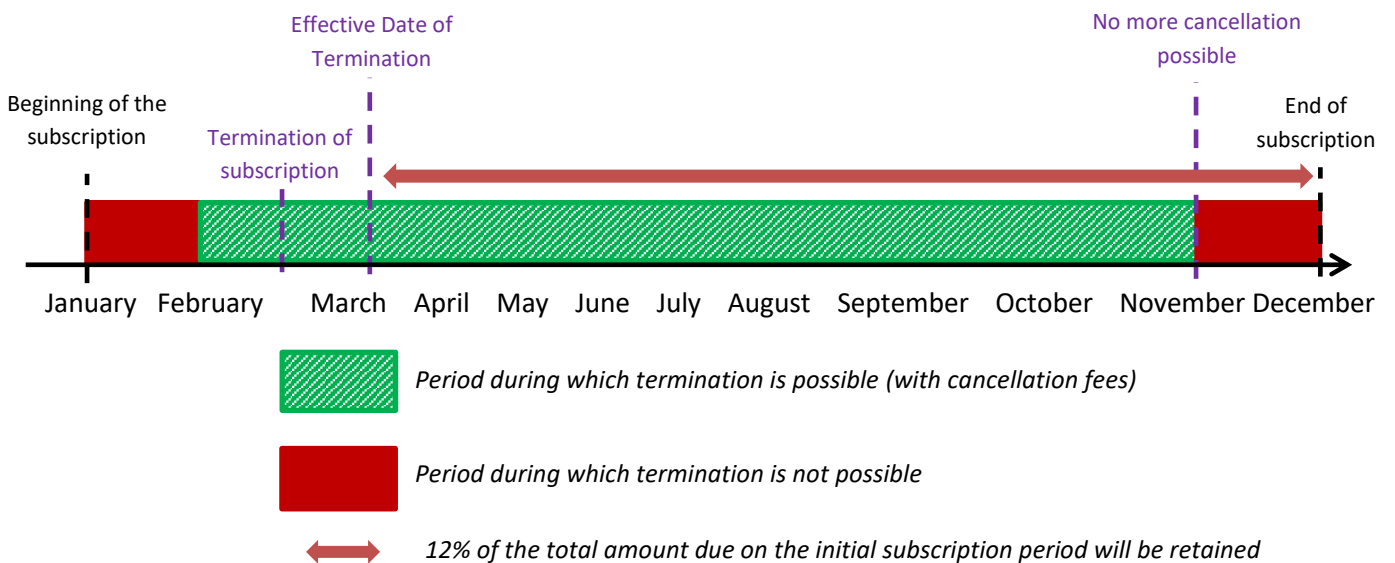 Effective Date of
Termination
No more cancellation
possible
Beginning of the
subscription
Termination of
subscription
End of
subscription
January February March April May June July August September October November December
Period during which termination is possible (with cancellation fees)
Period during which termination is not possible
12% of the total amount due on the initial subscription period will be retained